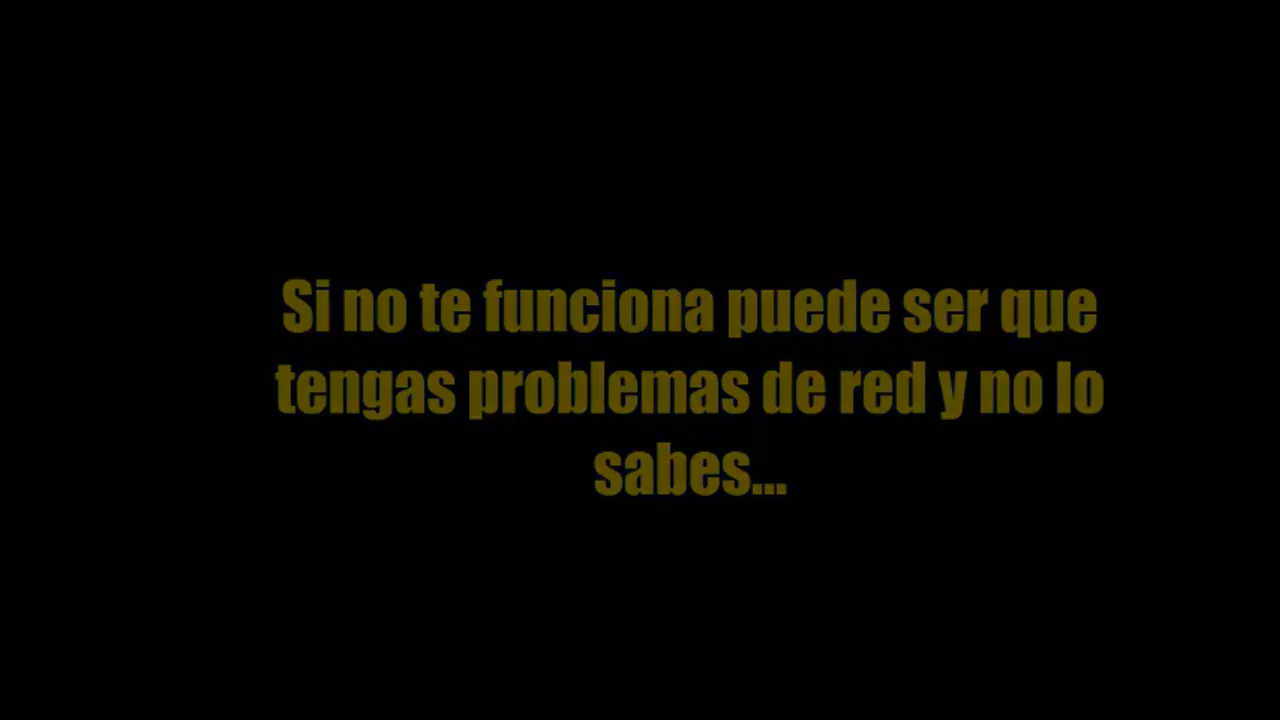 Si no te funciona puede ser que
tengas problemas de red y no lo
sabes...